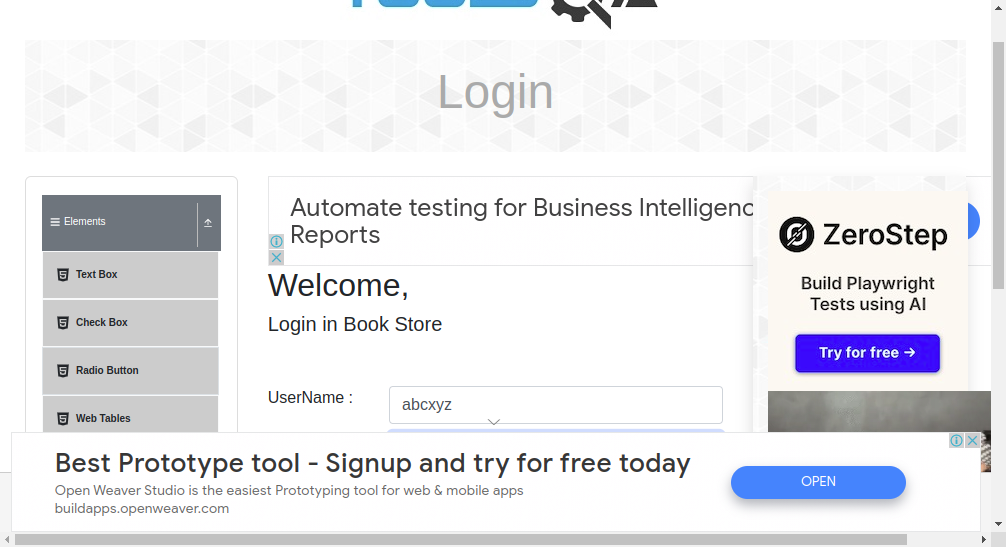 Login
Elements
Text Box
Check Box
Radio Button
Web Tables
Automate testing for Business Intelligenc
Reports
Welcome,
Login in Book Store
UserName :
abcxyz
ZeroStep
Build Playwright
Tests using AI
Try for free →
Best Prototype tool - Signup and try for free today
Open Weaver Studio is the easiest Prototyping tool for web & mobile apps
buildapps.openweaver.com
OPEN